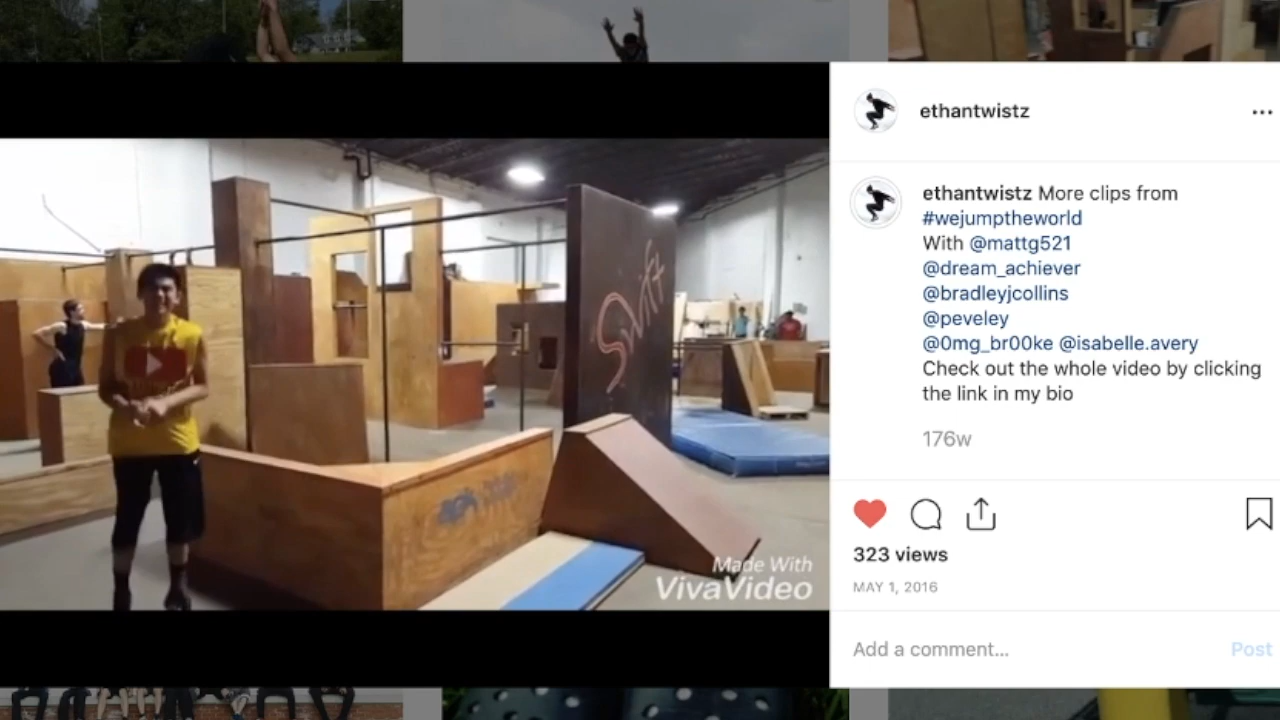 ethantwistz
ethantwistz More clips from
#wejumptheworld
With @mattg521
@dream_achiever
@bradleyjcollins
@peveley
@0mg_br00ke @isabelle.avery
Check out the whole video by clicking
the link in my bio
176w
323 views
MAY 1, 2016
Add a comment...
Post
Swift
Made With
VivaVideo